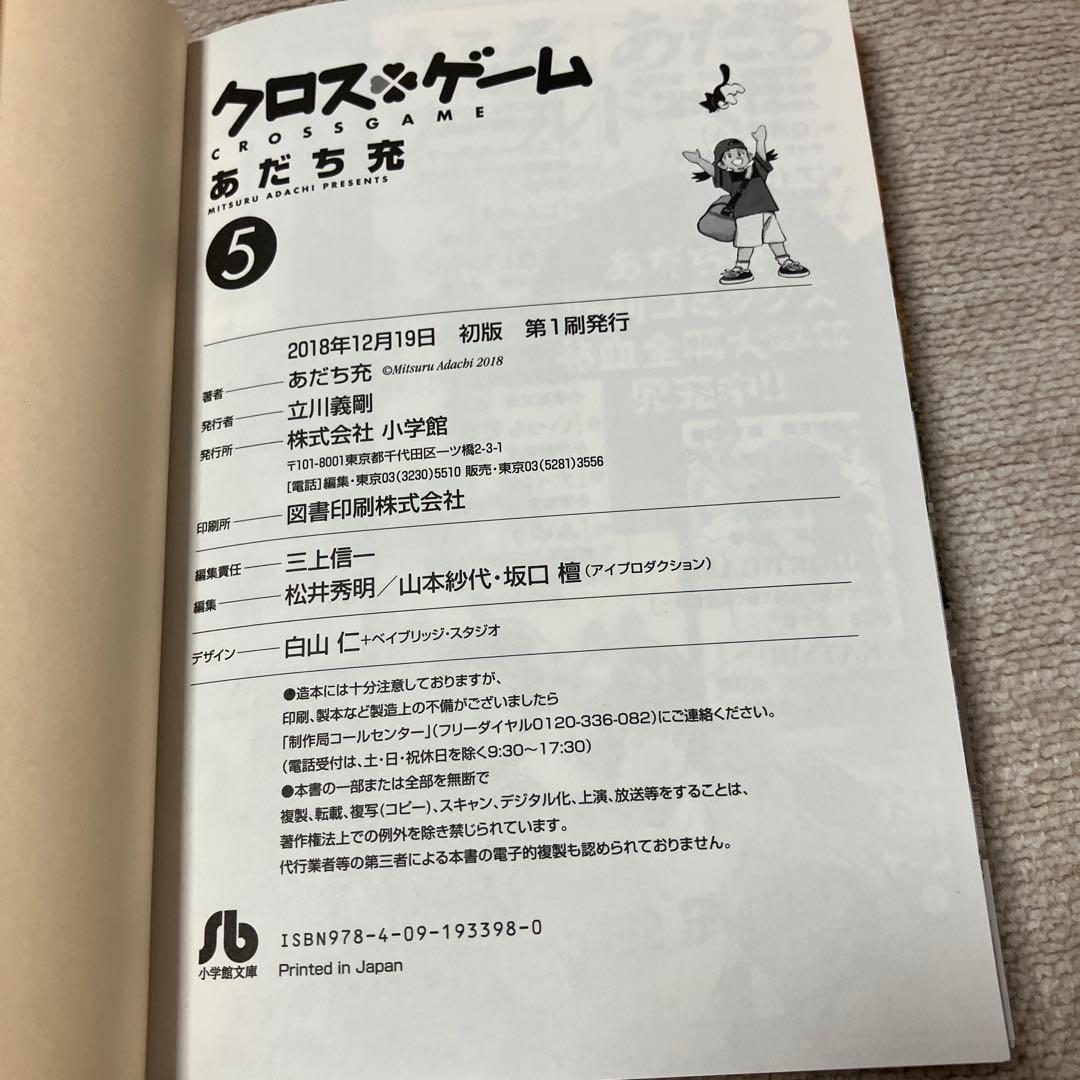 クロス ゲーム
CROSSGAME
あだち充
MITSURU ADACHI PRESENTS
5
2018年12月19日 初版 第1刷発行
著者 あだち充 ©Mitsuru Adachi 2018
発行者 立川義剛
発行所 株式会社 小学館
〒101-8001東京都千代田区一ツ橋2-3-1
[電話]編集・東京03(3230)5510 販売・東京03(5281)3556
印刷所 図書印刷株式会社
編集責任 三上信一
編集 松井秀明/山本紗代・坂口 檀(アイプロダクション)
デザイン 白山 仁+ベイブリッジ・スタジオ
●造本には十分注意しておりますが、
印刷、製本など製造上の不備がございましたら
「制作局コールセンター」(フリーダイヤル0120-336-082)にご連絡ください。
(電話受付は、土・日・祝休日を除く9:30〜17:30)
●本書の一部または全部を無断で
複製、転載、複写(コピー)、スキャン、デジタル化、上演、放送等をすることは、
著作権法上での例外を除き禁じられています。
代行業者等の第三者による本書の電子的複製も認められておりません。
sb
ISBN978-4-09-193398-0
小学館文庫
Printed in Japan